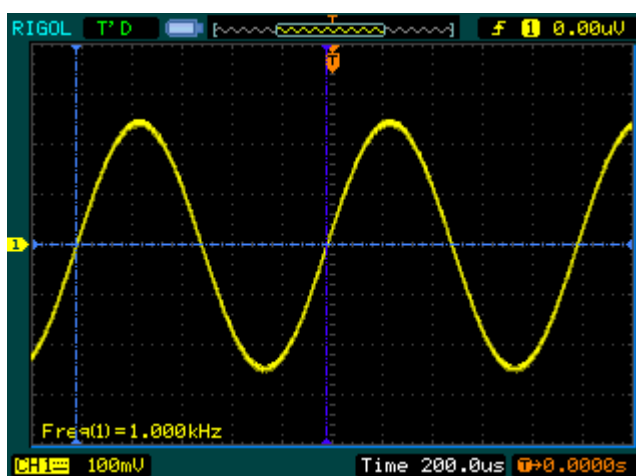 RIGOL T'D T 1 0.00uV
T
1
Freq(1)=1.000kHz
CH1 100mV Time 200.0us T→0.0000s